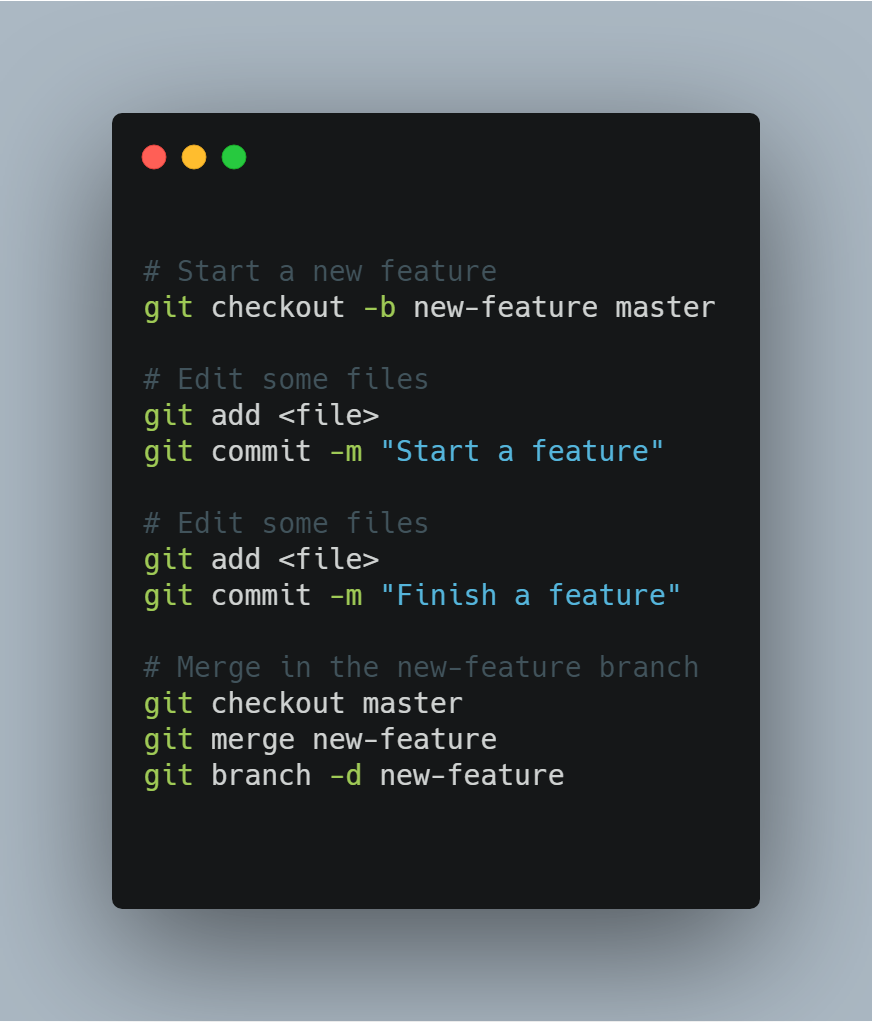 # Start a new feature
git checkout -b new-feature master
# Edit some files
git add <file>
git commit -m "Start a feature"
# Edit some files
git add <file>
git commit -m "Finish a feature"
# Merge in the new-feature branch
git checkout master
git merge new-feature
git branch -d new-feature